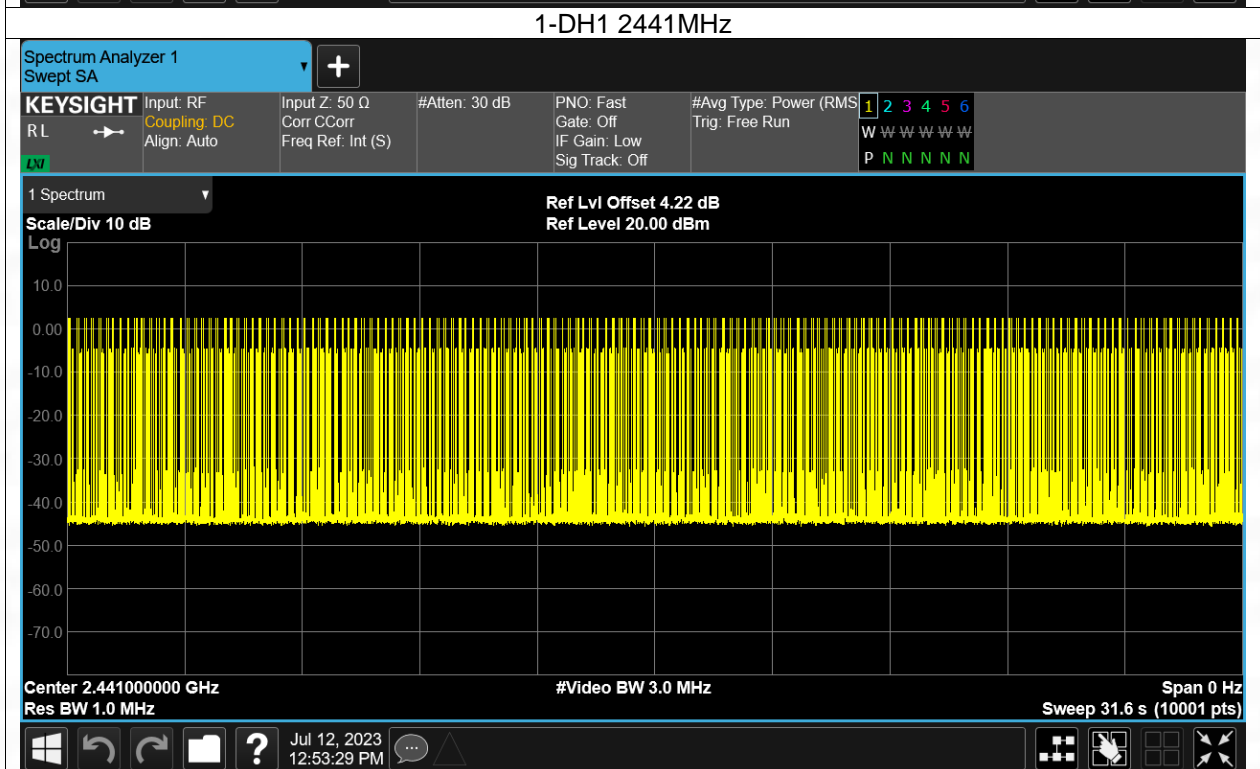 1-DH1 2441MHz
Spectrum Analyzer 1
Swept SA
KEYSIGHT
RL
LXI
Input: RF
Coupling: DC
Align: Auto
Input Z: 50 Ω
Corr CCorr
Freq Ref: Int (S)
#Atten: 30 dB
PNO: Fast
Gate: Off
IF Gain: Low
Sig Track: Off
#Avg Type: Power (RMS
Trig: Free Run
1 2 3 4 5 6
W W W W W W
P N N N N N
1 Spectrum
Scale/Div 10 dB
Ref Lvl Offset 4.22 dB
Ref Level 20.00 dBm
Log
10.0
0.00
-10.0
-20.0
-30.0
-40.0
-50.0
-60.0
-70.0
Center 2.441000000 GHz
#Video BW 3.0 MHz
Span 0 Hz
Res BW 1.0 MHz
Sweep 31.6 s (10001 pts)
Jul 12, 2023
12:53:29 PM